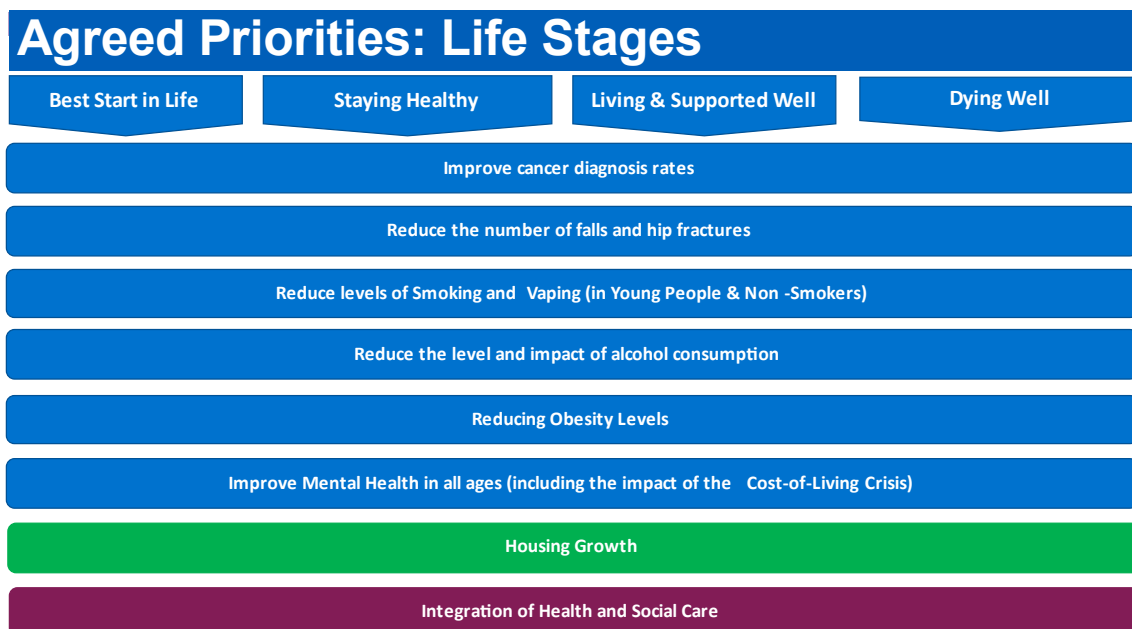 Agreed Priorities: Life Stages
Best Start in Life
Staying Healthy
Living & Supported Well
Dying Well
Improve cancer diagnosis rates
Reduce the number of falls and hip fractures
Reduce levels of Smoking and Vaping (in Young People & Non -Smokers)
Reduce the level and impact of alcohol consumption
Reducing Obesity Levels
Improve Mental Health in all ages (including the impact of the Cost-of-Living Crisis)
Housing Growth
Integration of Health and Social Care